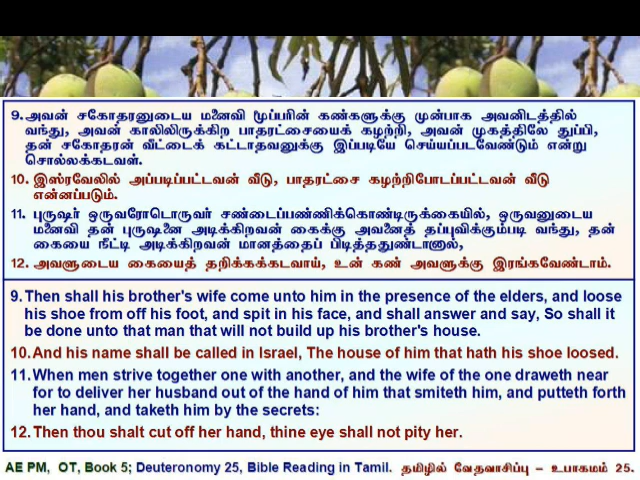 9. அவன் சகோதரனுடைய மனைவி மூப்பரின் கண்களுக்கு முன்பாக அவனிடத்தில்
வந்து, அவன் காலிலிருக்கிற பாதரட்சையைக் கழற்றி, அவன் முகத்திலே துப்பி,
தன் சகோதரன் வீட்டைக் கட்டாதவனுக்கு இப்படியே செய்யப்படவேண்டும் என்று
சொல்லக்கடவள்.
10. இஸ்ரவேலில் அப்படிப்பட்டவன் வீடு, பாதரட்சை கழற்றிபோடப்பட்டவன் வீடு
என்னப்படும்.
11. புருஷர் ஒருவரோடொருவர் சண்டைப்பண்ணிக்கொண்டிருக்கையில், ஒருவனுடைய
மனைவி தன் புருஷனை அடிக்கிறவன் கைக்கு அவனைத் தப்புவிக்கும்படி வந்து, தன்
கையை நீட்டி அடிக்கிறவன் மானத்தைப் பிடித்ததுண்டானால்,
12. அவளுடைய கையைத் தறிக்கக்கடவாய், உன் கண் அவளுக்கு இரங்கவேண்டாம்.
9. Then shall his brother's wife come unto him in the presence of the elders, and loose
his shoe from off his foot, and spit in his face, and shall answer and say, So shall it
be done unto that man that will not build up his brother's house.
10. And his name shall be called in Israel, The house of him that hath his shoe loosed.
11. When men strive together one with another, and the wife of the one draweth near
for to deliver her husband out of the hand of him that smiteth him, and putteth forth
her hand, and taketh him by the secrets:
12. Then thou shalt cut off her hand, thine eye shall not pity her.
AE PM, OT, Book 5; Deuteronomy 25, Bible Reading in Tamil. தமிழில் வேதவாசிப்பு – உபாகமம் 25.